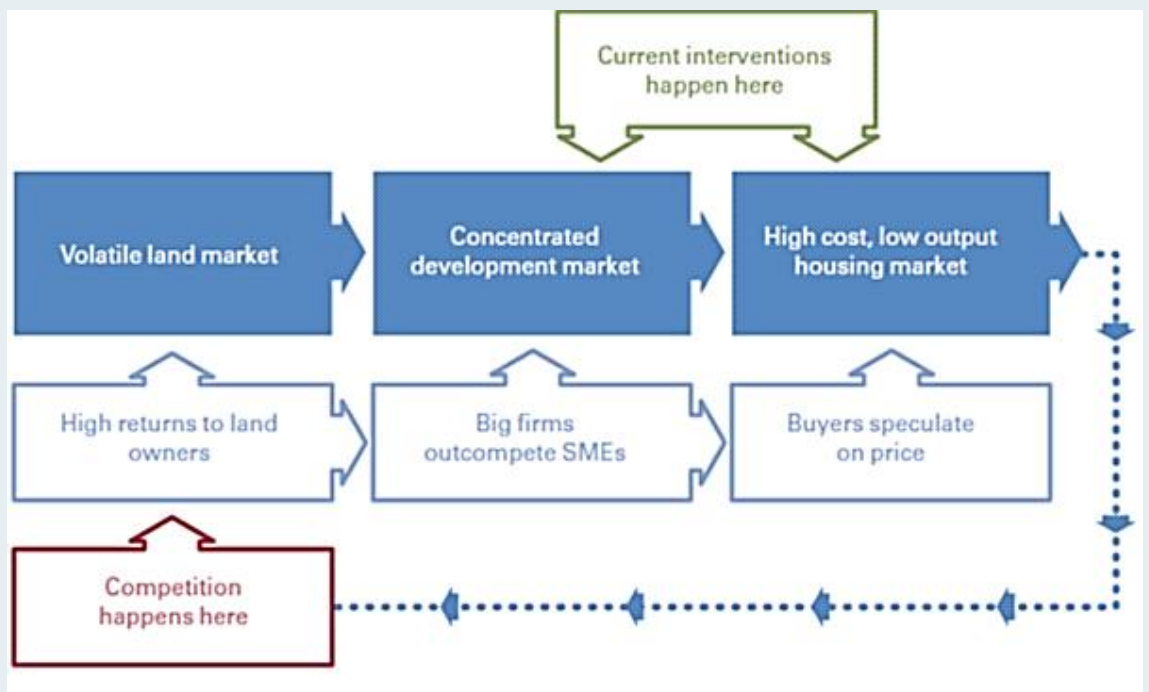 Current interventions
happen here
Volatile land market
Concentrated
development market
High cost, low output
housing market
High returns to land
owners
Big firms
outcompete SMEs
Buyers speculate
on price
Competition
happens here